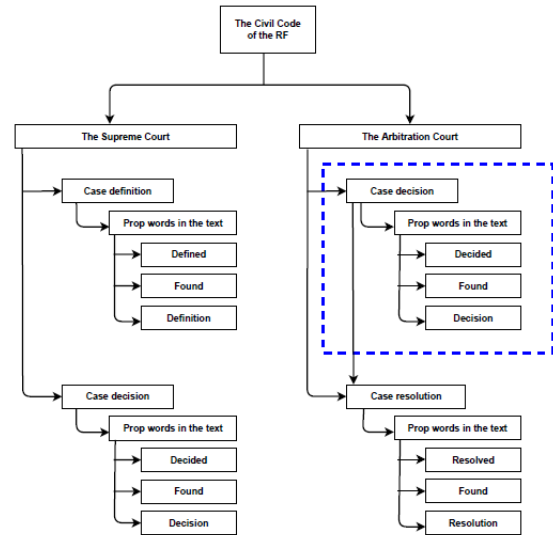 The Civil Code
of the RF
The Supreme Court
Case definition
Prop words in the text
Defined
Found
Definition
Case decision
Prop words in the text
Decided
Found
Decision
The Arbitration Court
Case decision
Prop words in the text
Decided
Found
Decision
Case resolution
Prop words in the text
Resolved
Found
Resolution